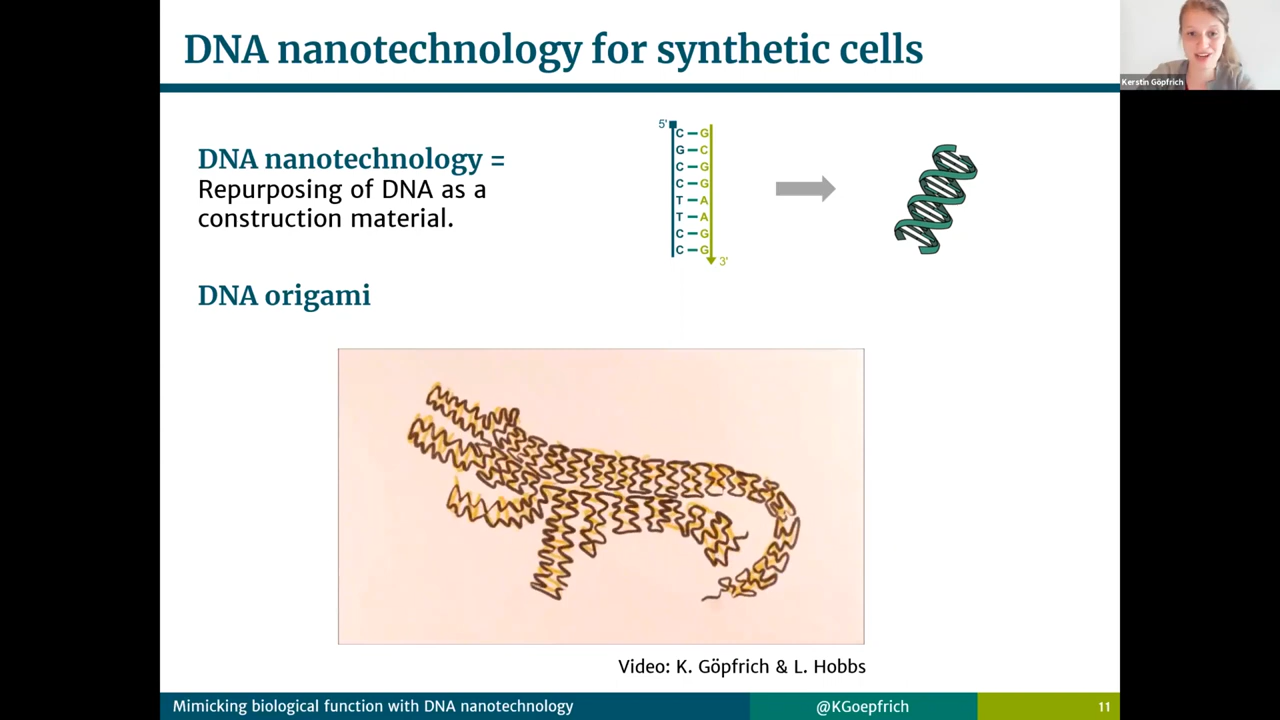 DNA nanotechnology for synthetic cells
Kerstin Göpfrich
DNA nanotechnology =
Repurposing of DNA as a
construction material.
5'
C G
G C
C G
C G
T A
T A
C G
C G
3'
DNA origami
Video: K. Göpfrich & L. Hobbs
Mimicking biological function with DNA nanotechnology
@KGoepfrich
11